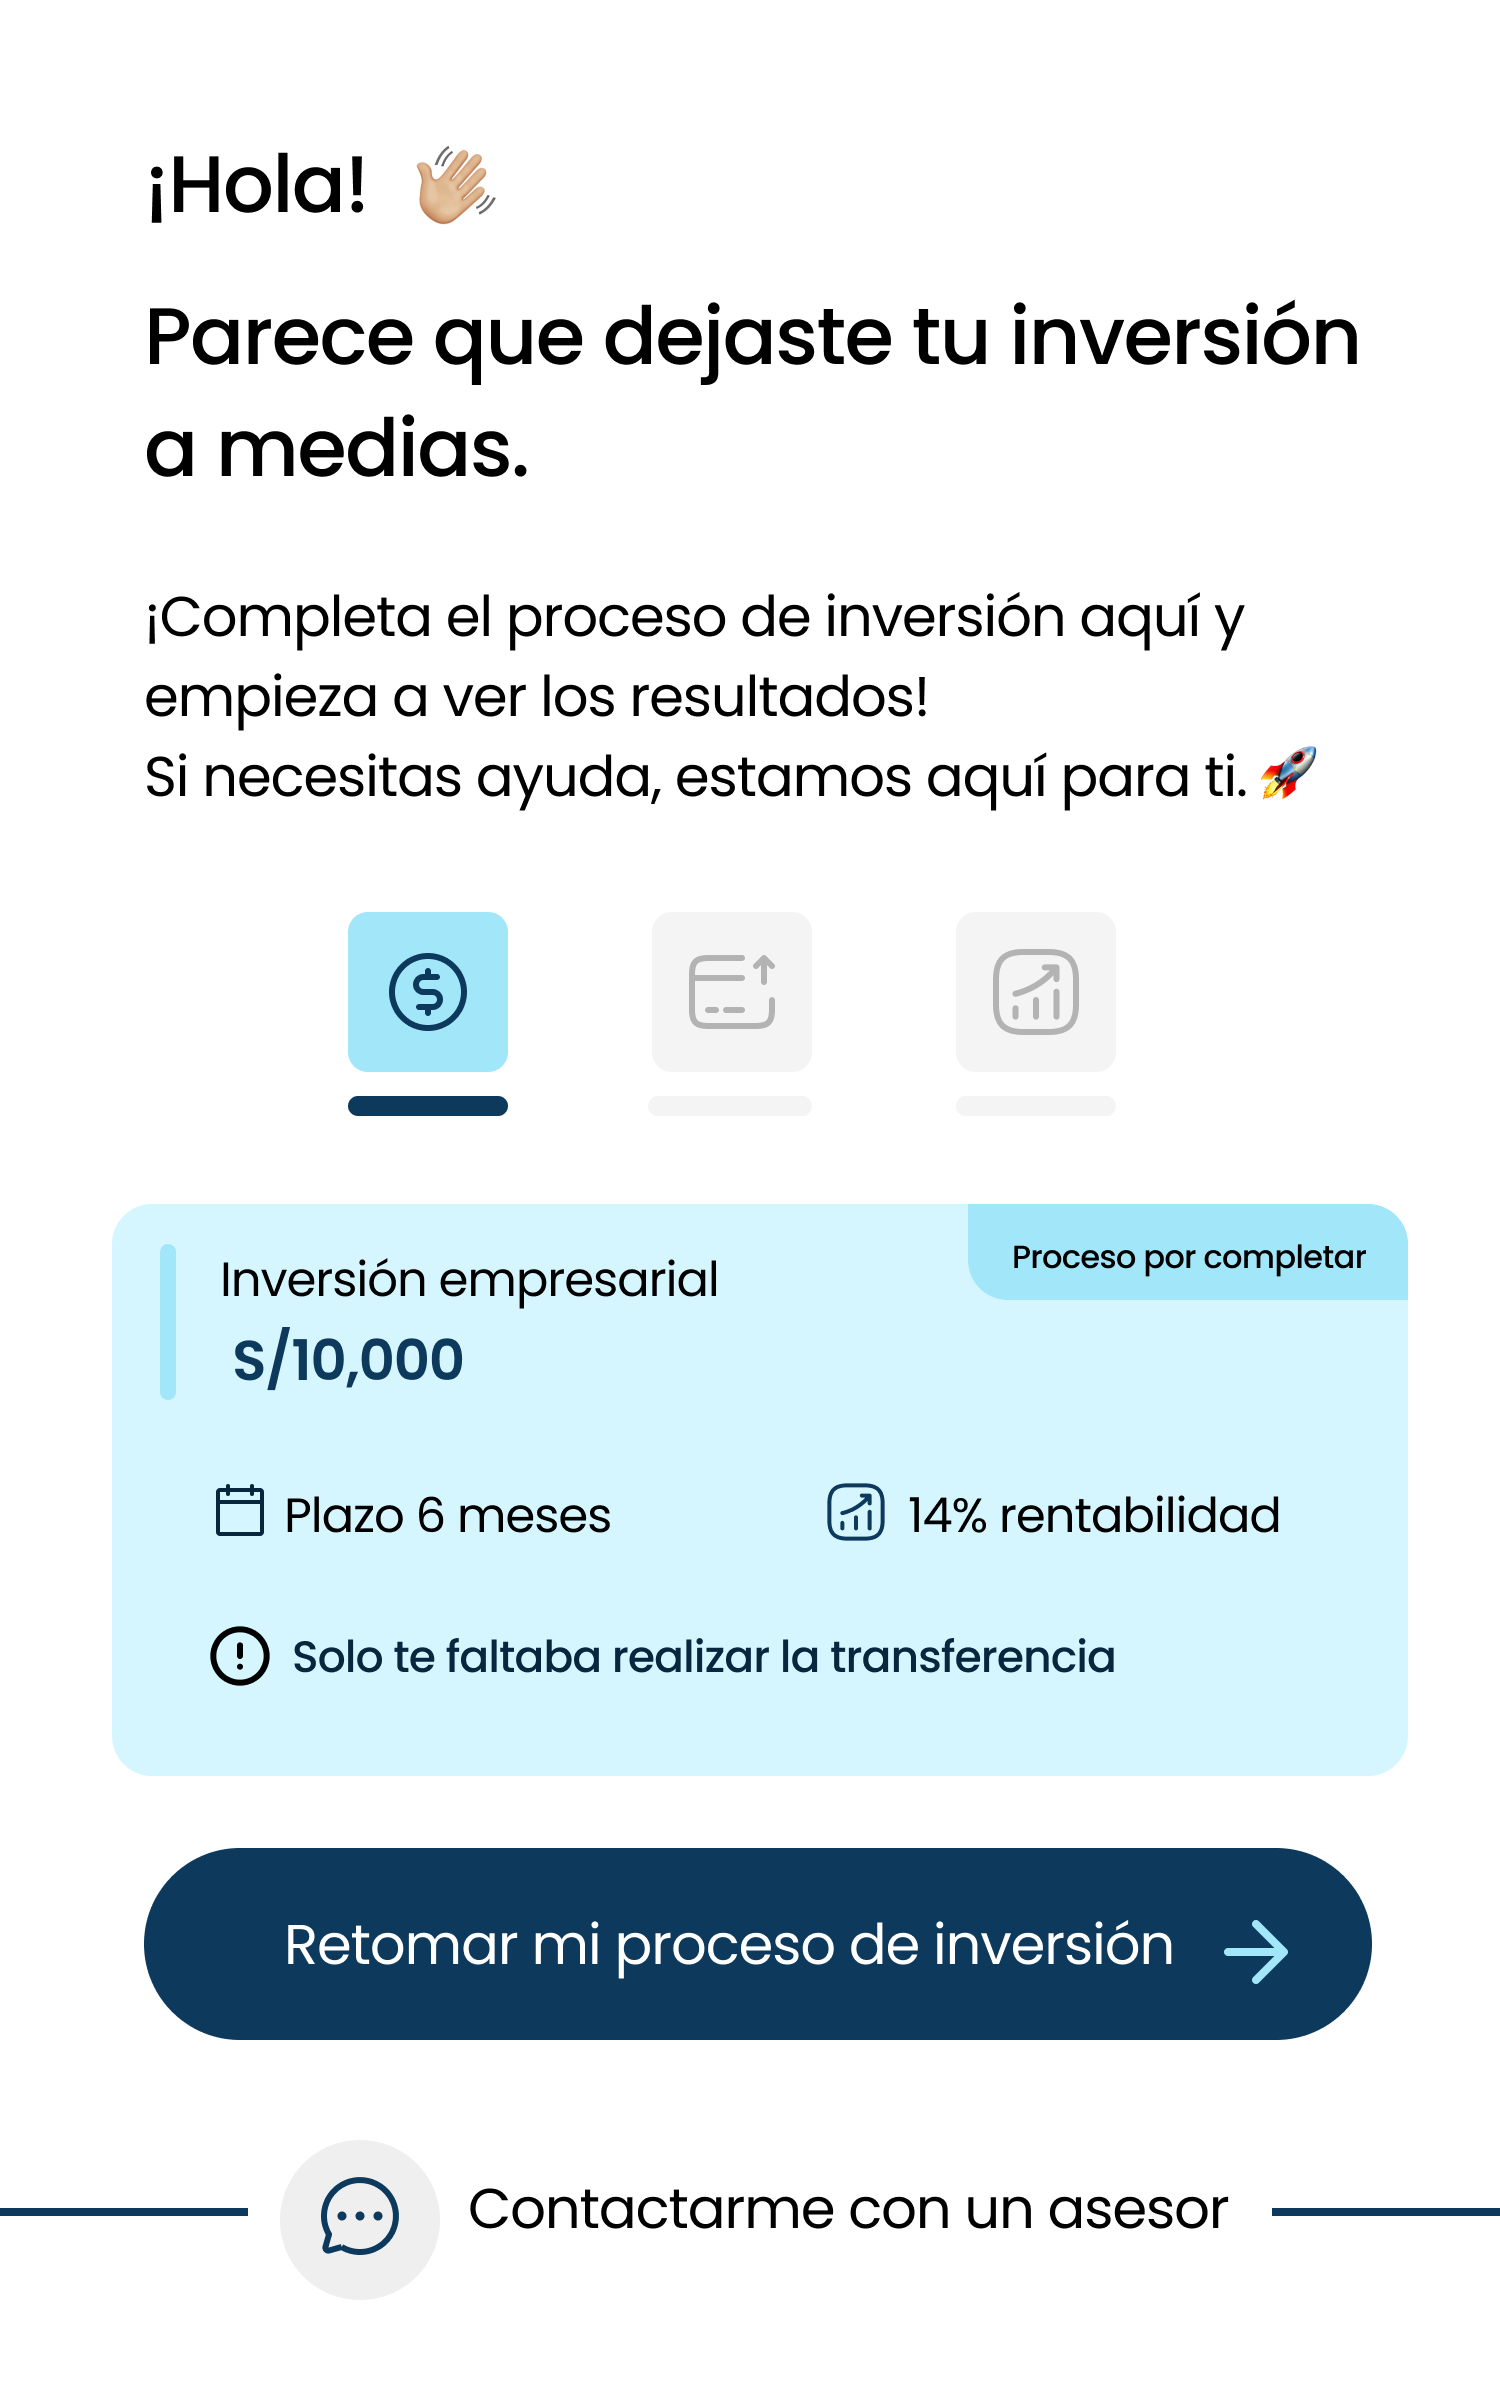 ¡Hola! 👋🏼
Parece que dejaste tu inversión
a medias.
¡Completa el proceso de inversión aquí y
empieza a ver los resultados!
Si necesitas ayuda, estamos aquí para ti. 🚀
Proceso por completar
Inversión empresarial
S/10,000
Plazo 6 meses
14% rentabilidad
Solo te faltaba realizar la transferencia
Retomar mi proceso de inversión
Contactarme con un asesor